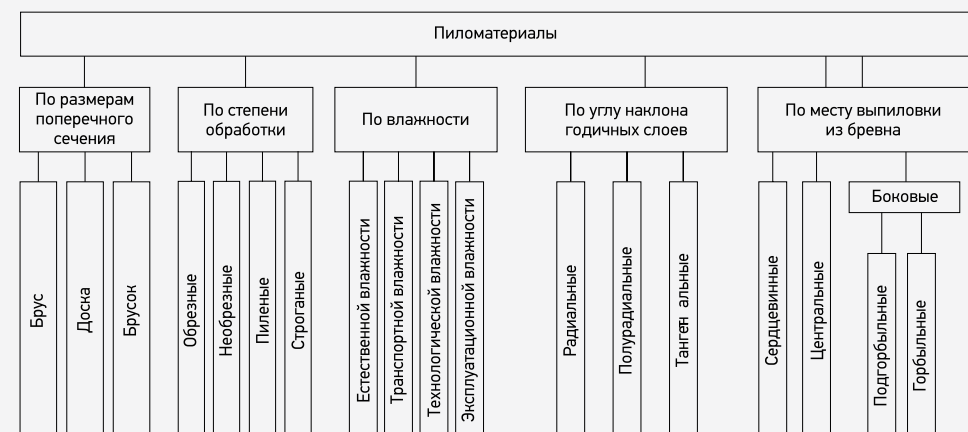 Пиломатериалы
По размерам
поперечного
сечения
По степени
обработки
По влажности
По углу наклона
годичных слоев
По месту выпиловки
из бревна
Боковые
Брус
Доска
Брусок
Обрезные
Необрезные
Пиленые
Строганые
Естественной влажности
Транспортной влажности
Технологической влажности
Эксплуатационной влажности
Радиальные
Полурадиальные
Танген альные
Сердцевинные
Центральные
Подгорбыльные
Горбыльные